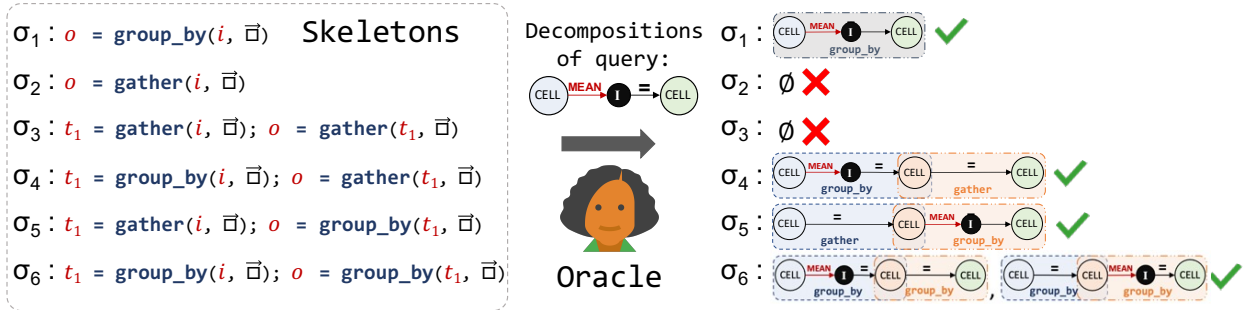 Skeletons
σ1: o = group_by(i, □⃗)
σ2: o = gather(i, □⃗)
σ3: t1 = gather(i, □⃗); o = gather(t1, □⃗)
σ4: t1 = group_by(i, □⃗); o = gather(t1, □⃗)
σ5: t1 = gather(i, □⃗); o = group_by(t1, □⃗)
σ6: t1 = group_by(i, □⃗); o = group_by(t1, □⃗)
Decompositions
of query:
CELL MEAN I = CELL
Oracle
σ1: CELL MEAN I CELL
group_by
σ2: ∅
σ3: ∅
σ4: CELL MEAN I = CELL = CELL
group_by gather
σ5: CELL = CELL MEAN I CELL
gather group_by
σ6: CELL MEAN I = CELL = CELL , CELL = CELL MEAN I = CELL
group_by group_by group_by group_by